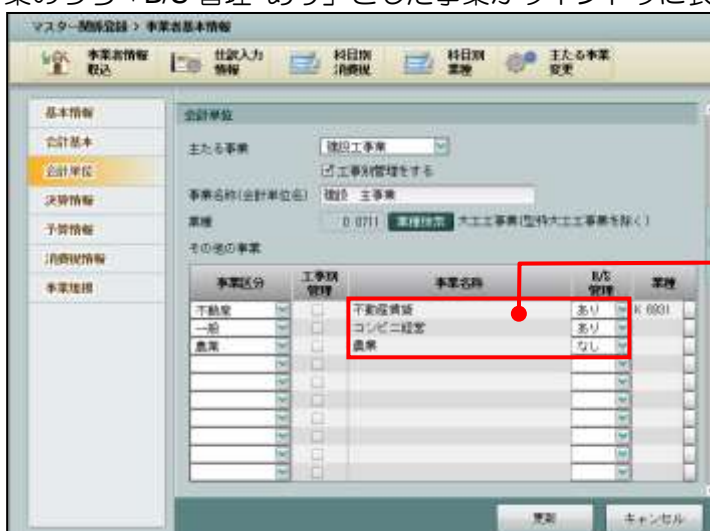 業のうち「B/S 管理 あり」とした事業がウィンドウに表
マスター関係登録 > 事業者基本情報
事業者情報取込 仕訳入力情報 科目別消費税 科目別業種 主たる事業変更
基本情報
会計基本
会計単位
決算情報
予算情報
消費税情報
事業規模
会計単位
主たる事業 建設工事業
工事別管理をする
事業名称(会計単位名) 建設 主事業
業種 D 0711 業種検索 大工工事業(型枠大工工事業を除く)
その他の事業
事業区分 工事別管理 事業名称 B/S管理 業種
不動産 不動産賃貸 あり K 6931
一般 コンビニ経営 あり
農業 農業 なし
更新 キャンセル